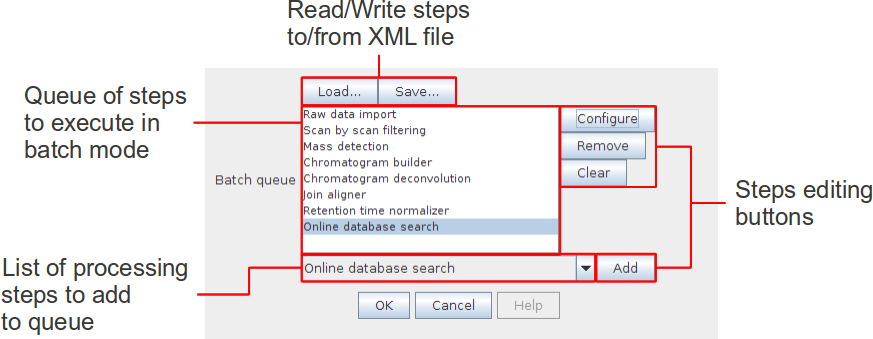 Read/Write steps
to/from XML file
Load... Save...
Queue of steps
to execute in
batch mode
Batch queue
Raw data import
Scan by scan filtering
Mass detection
Chromatogram builder
Chromatogram deconvolution
Join aligner
Retention time normalizer
Online database search
Configure
Remove
Clear
Steps editing
buttons
List of processing
steps to add
to queue
Online database search
Add
OK Cancel Help